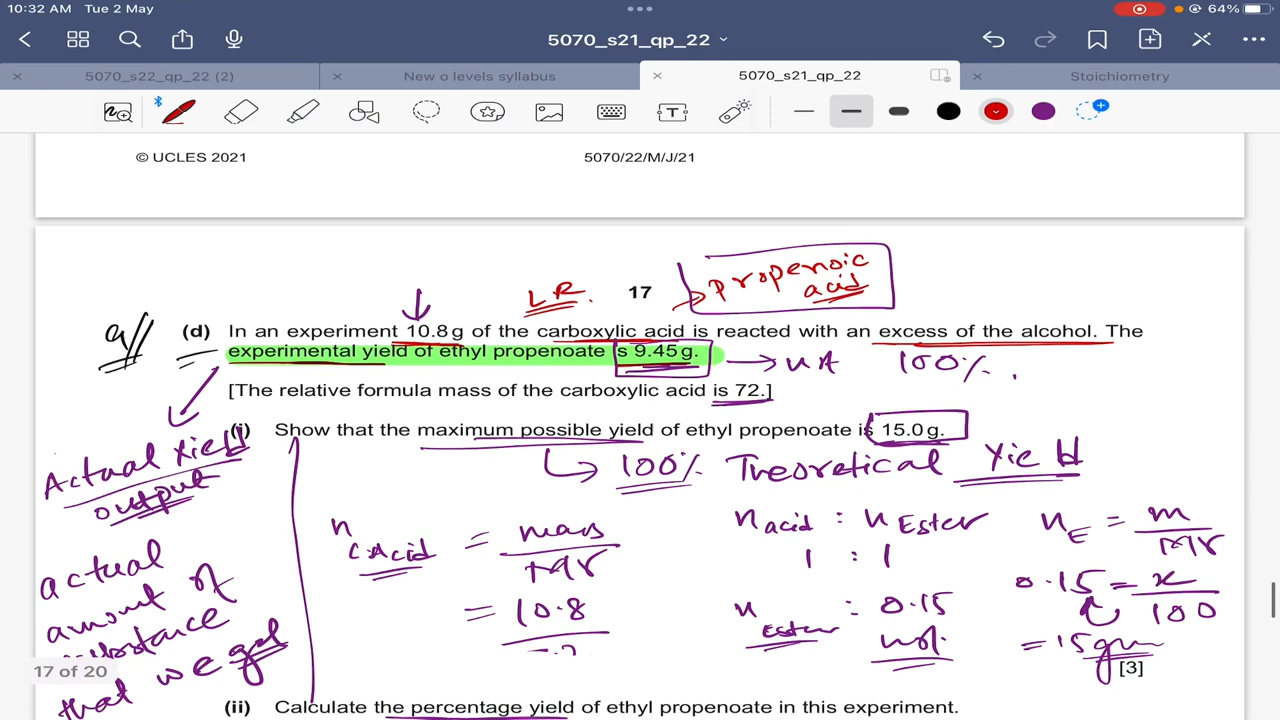 10:32 AM Tue 2 May
64%
5070_s21_qp_22
5070_s22_qp_22 (2)
New o levels syllabus
5070_s21_qp_22
Stoichiometry
T
© UCLES 2021
5070/22/M/J/21
Propenoic
acid
L.R.
17
(d) In an experiment 10.8 g of the carboxylic acid is reacted with an excess of the alcohol. The
experimental yield of ethyl propenoate is 9.45 g.
100%
[The relative formula mass of the carboxylic acid is 72.]
(i) Show that the maximum possible yield of ethyl propenoate is 15.0 g.
100% Theoretical Yield
Actual Yield
output
actual
amount of
substance
that we get
n C Acid = mass / Mr
= 10.8
n acid : n Ester
1 : 1
n Ester : 0.15
mol.
n E = m / Mr
0.15 = x / 100
= 15 gm
[3]
17 of 20
(ii) Calculate the percentage yield of ethyl propenoate in this experiment.